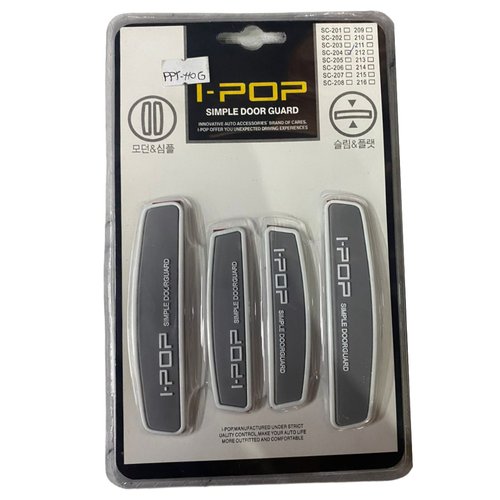 PPT-HOG
I-POP
SIMPLE DOOR GUARD
INNOVATIVE AUTO ACCESSORIES BRAND OF CARES.
I-POP OFFER YOU UNEXPECTED DRIVING EXPERIENCES
SC-201 209
SC-202 210
SC-203 211
SC-204 212
SC-205 213
SC-206 214
SC-207 215
SC-208 216
모던&심플
슬림&플랫
I-POP SIMPLE DOORGUARD
I-POP SIMPLE DOORGUARD
I-POP SIMPLE DOORGUARD
I-POP SIMPLE DOORGUARD
I-POP,MANUFACTURED UNDER STRICT
QALITY CONTROL, MAKE YOUR AUTO LIFE
MORE OUTFITTED AND COMFORTABLE